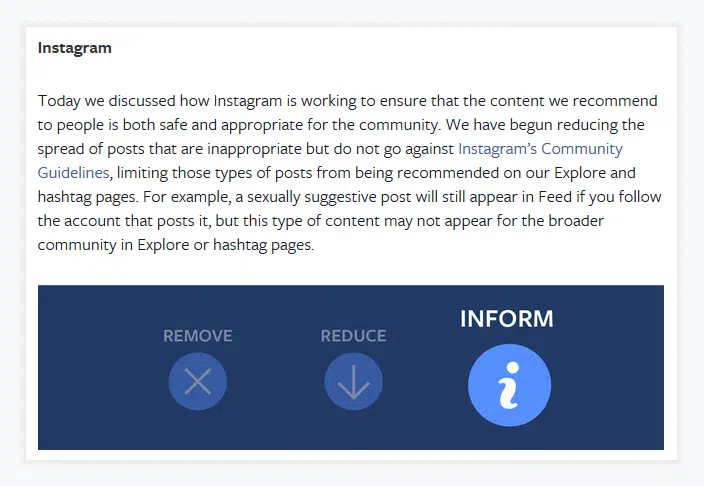 Instagram
Today we discussed how Instagram is working to ensure that the content we recommend
to people is both safe and appropriate for the community. We have begun reducing the
spread of posts that are inappropriate but do not go against Instagram’s Community
Guidelines, limiting those types of posts from being recommended on our Explore and
hashtag pages. For example, a sexually suggestive post will still appear in Feed if you follow
the account that posts it, but this type of content may not appear for the broader
community in Explore or hashtag pages.
REMOVE
REDUCE
INFORM
i